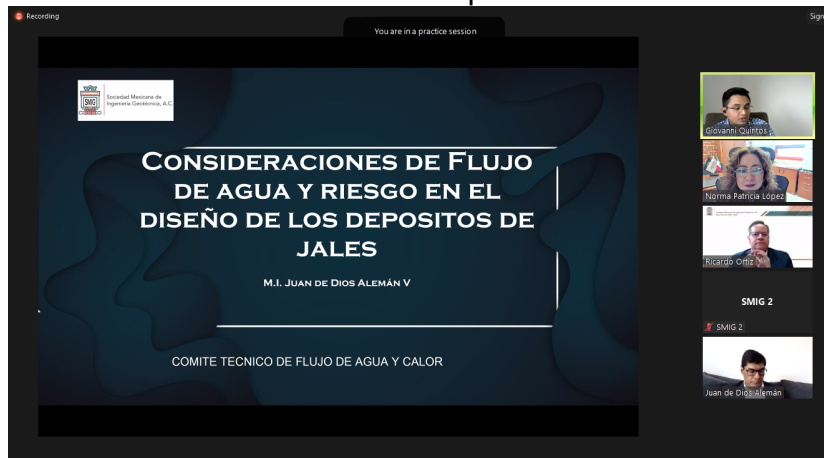 Recording
You are in a practice session
Sign
SMIG
Sociedad Mexicana de
Ingeniería Geotécnica, A.C.
CONSIDERACIONES DE FLUJO
DE AGUA Y RIESGO EN EL
DISEÑO DE LOS DEPOSITOS DE
JALES
M.I. JUAN DE DIOS ALEMÁN V
COMITE TECNICO DE FLUJO DE AGUA Y CALOR
Giovanni Quintos
Norma Patricia López
Ricardo Ortiz
SMIG 2
SMIG 2
Juan de Dios Alemán